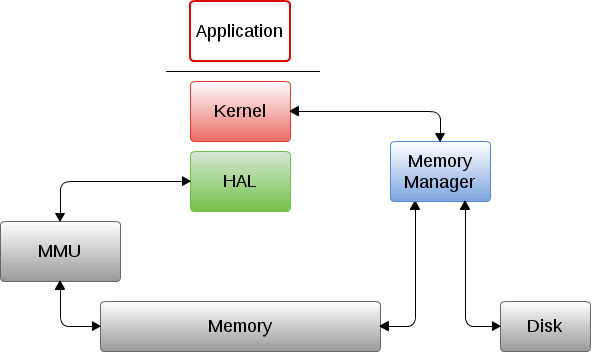 Application
Kernel
Memory
Manager
HAL
MMU
Memory
Disk